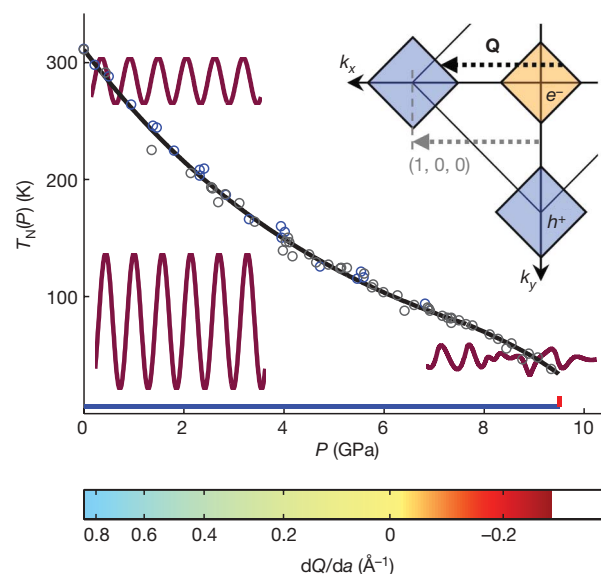 300
200
100
T_N(P) (K)
0
2
4
6
8
10
P (GPa)
Q
k_x
e⁻
(1, 0, 0)
h⁺
k_y
0.8
0.6
0.4
0.2
0
−0.2
dQ/da (Å⁻¹)